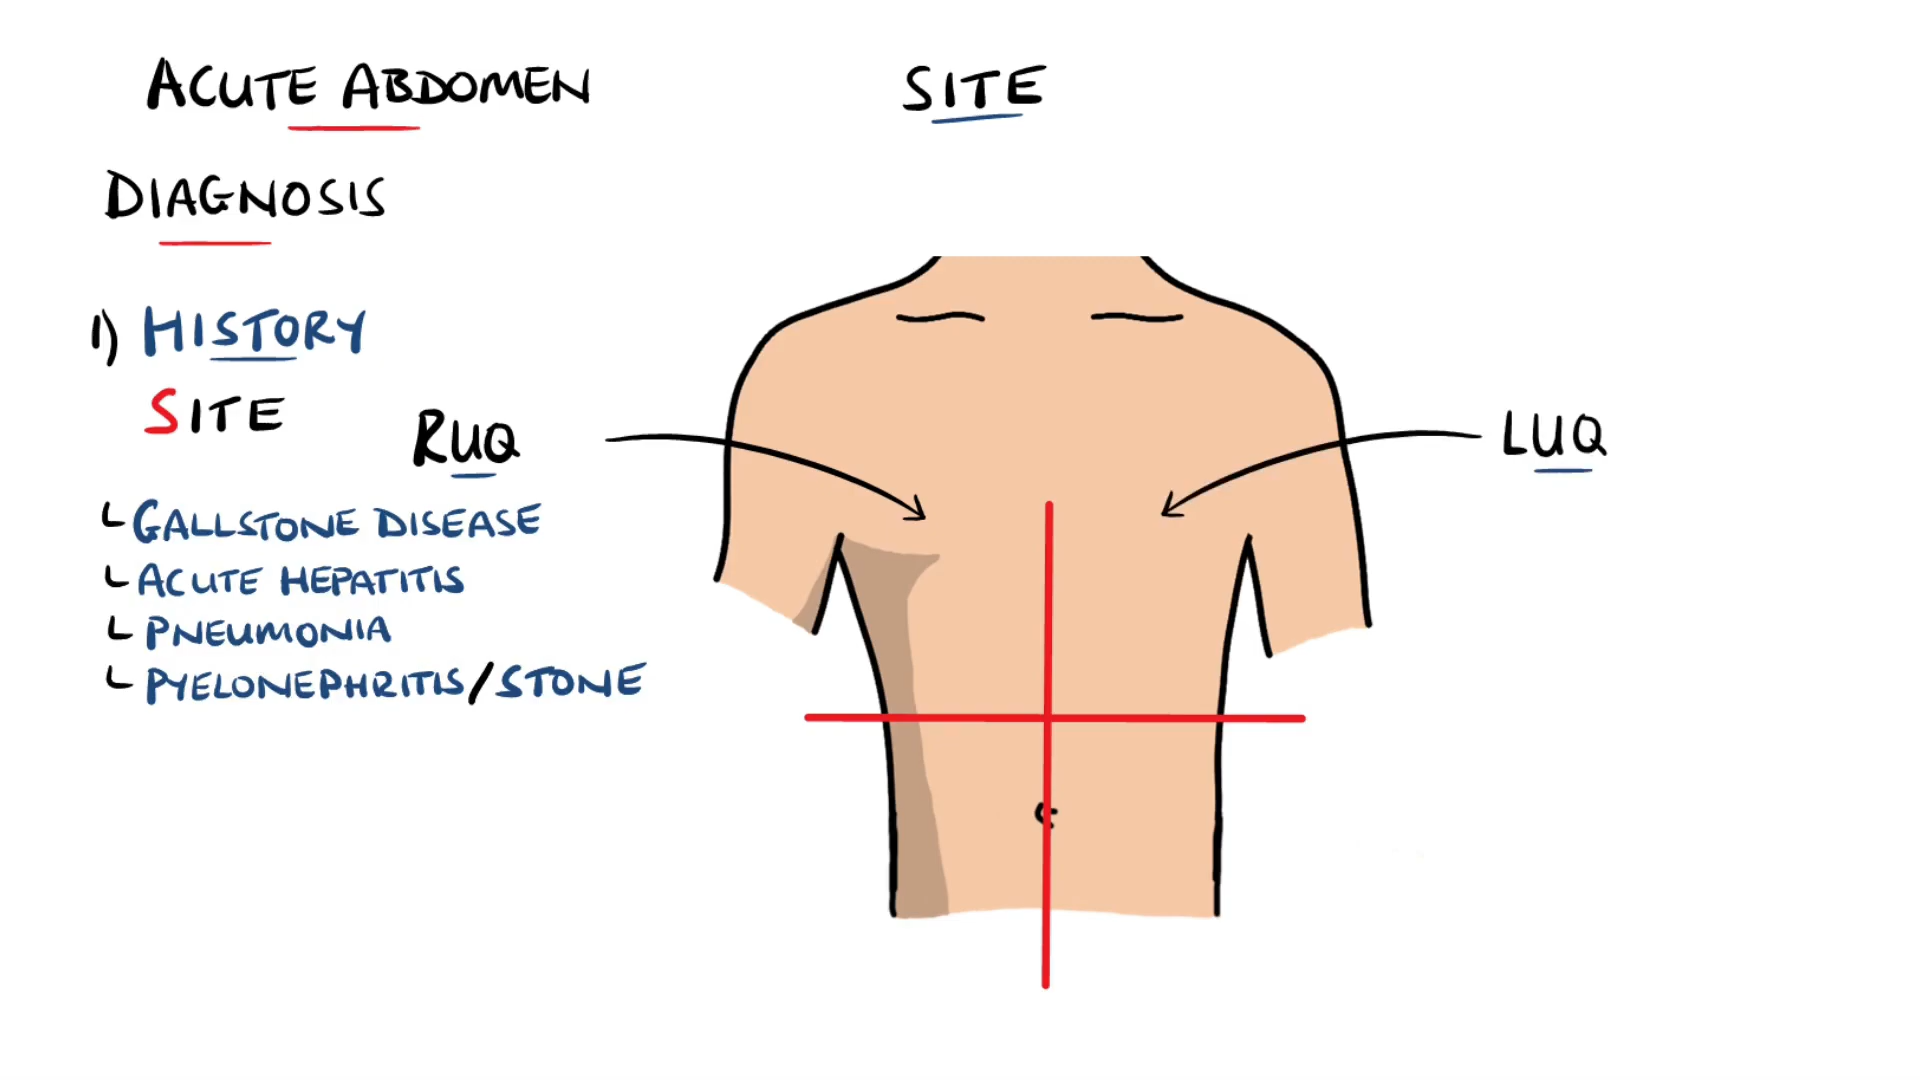 ACUTE ABDOMEN
SITE
DIAGNOSIS
1) HISTORY
SITE
RUQ
LUQ
GALLSTONE DISEASE
ACUTE HEPATITIS
PNEUMONIA
PYELONEPHRITIS/STONE